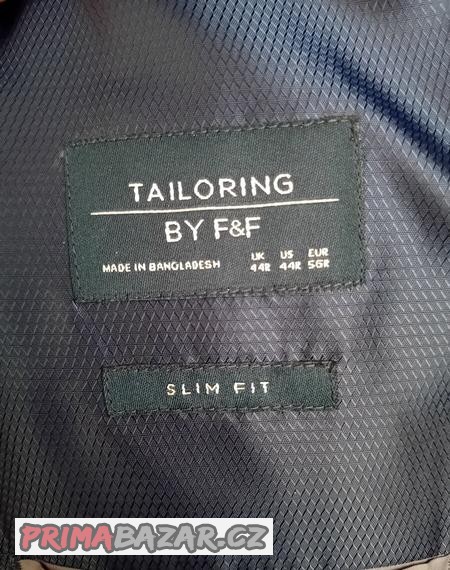 TAILORING
BY F&F
MADE IN BANGLADESH
UK US EUR
44R 44R 56R
SLIM FIT
PRIMABAZAR.CZ